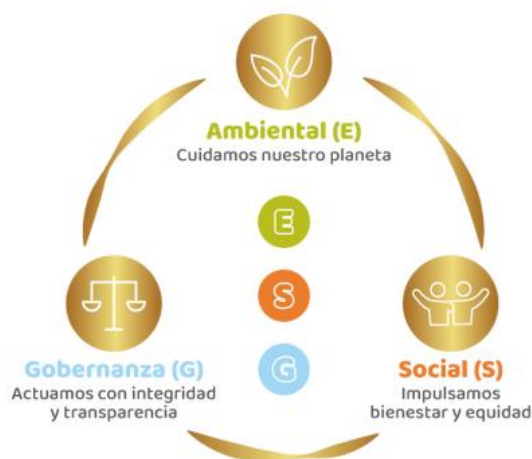 Ambiental (E)
Cuidamos nuestro planeta
E
S
G
Gobernanza (G)
Actuamos con integridad
y transparencia
Social (S)
Impulsamos
bienestar y equidad